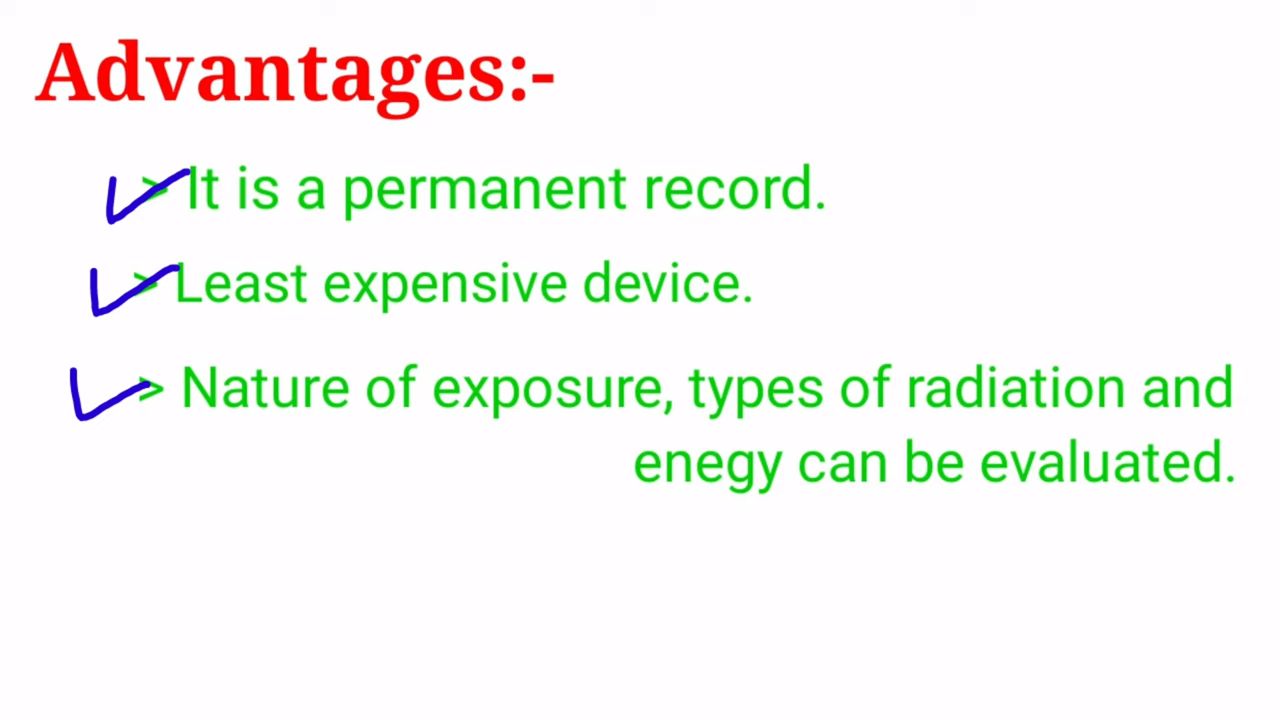 Advantages:-
> It is a permanent record.
> Least expensive device.
> Nature of exposure, types of radiation and
enegy can be evaluated.